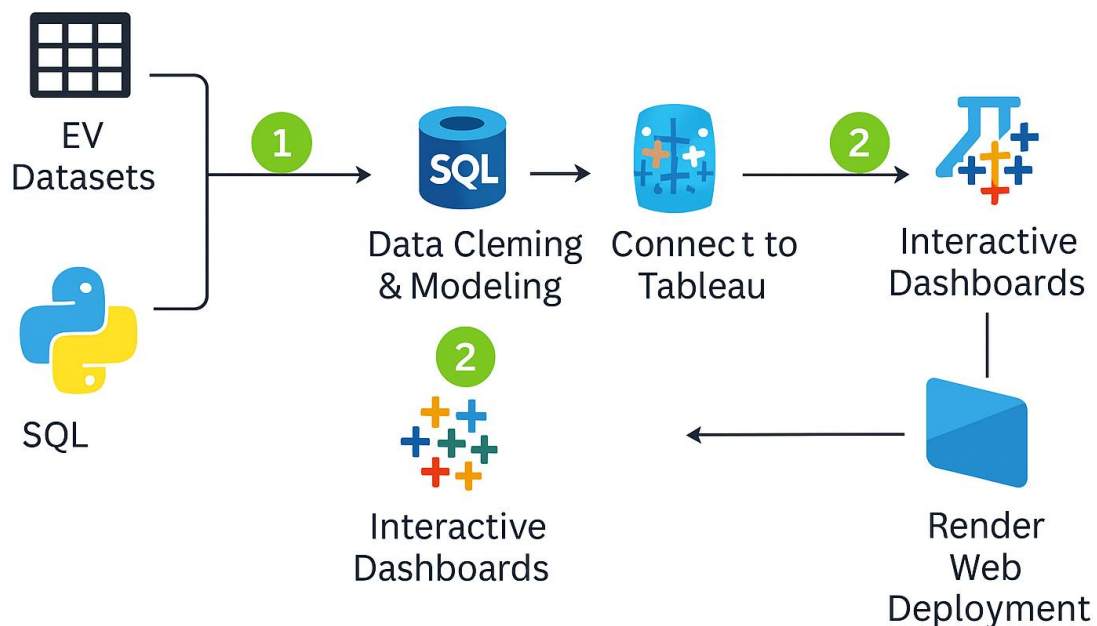 EV
Datasets
1
SQL
Data Cleming
& Modeling
Connect to
Tableau
2
Interactive
Dashboards
SQL
2
Interactive
Dashboards
Render
Web
Deployment